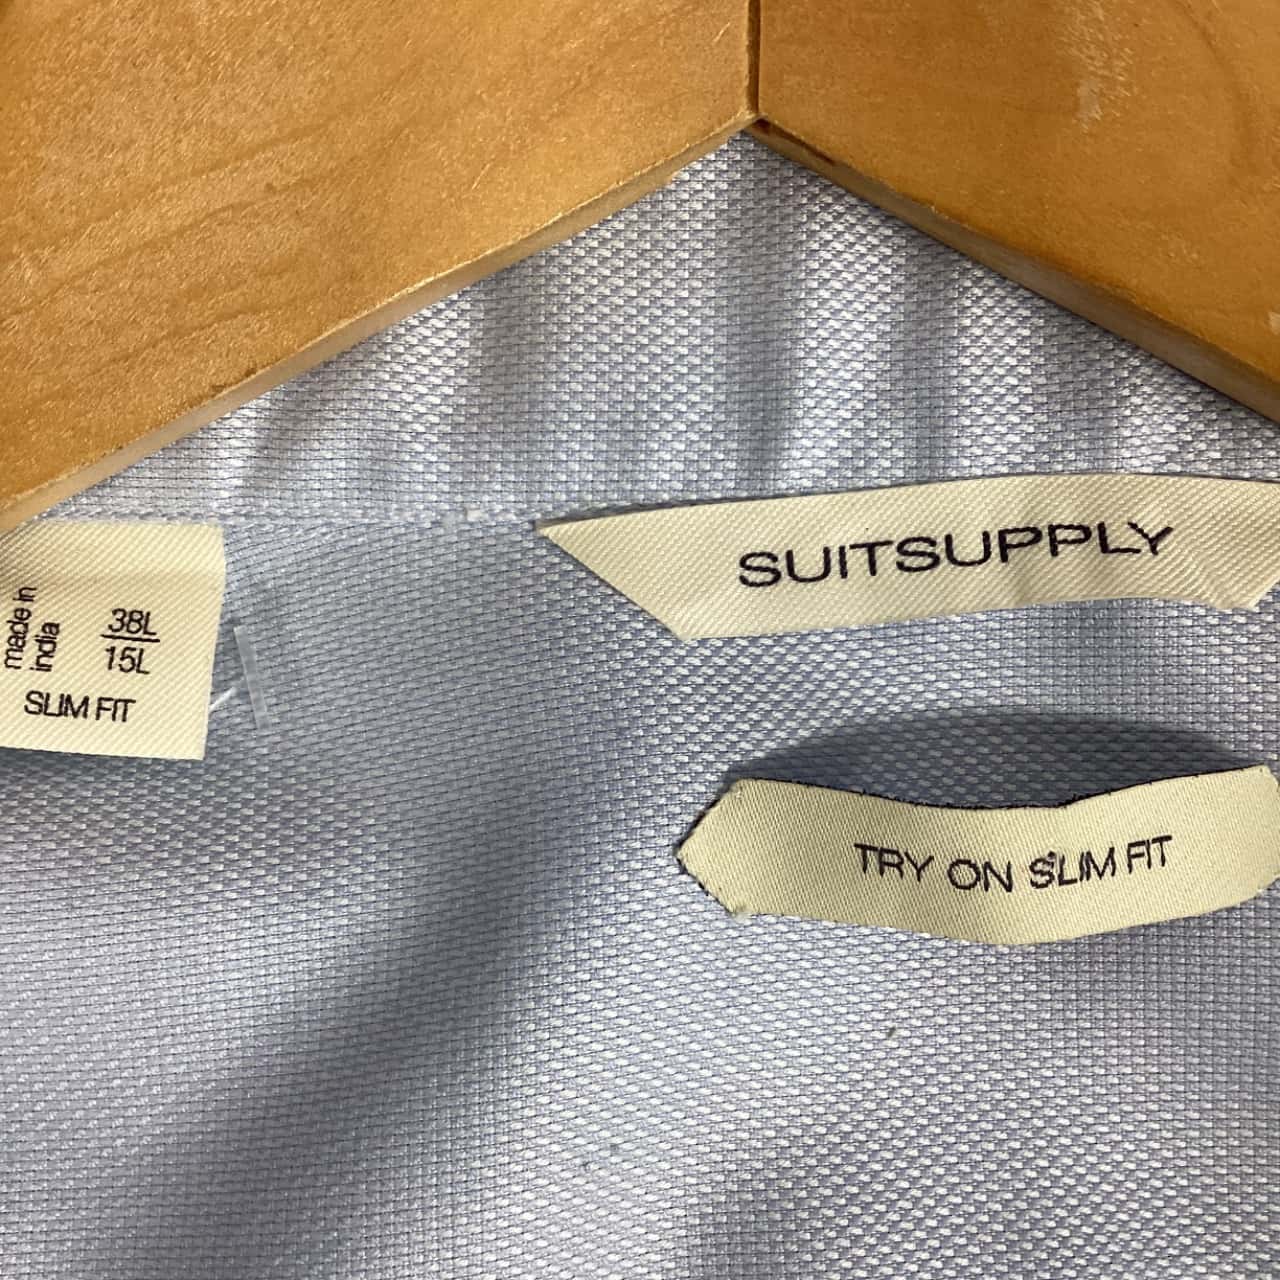 SUITSUPPLY
made in
india
38L
15L
SLIM FIT
TRY ON SLIM FIT